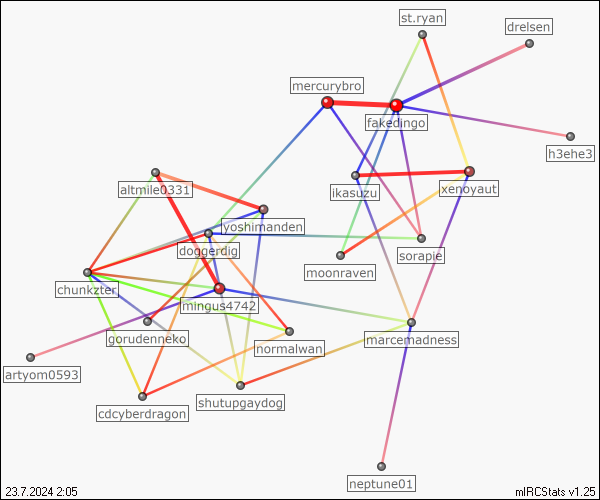 st.ryan
drelsen
mercurybro
fakedingo
h3ehe3
altmile0331
ikasuzu
xenoyaut
yoshimanden
doggerdig
sorapie
moonraven
chunkzter
mingus4742
gorudenneko
normalwan
marcemadness
artyom0593
shutupgaydog
cdcyberdragon
neptune01
23.7.2024 2:05
mIRCStats v1.25